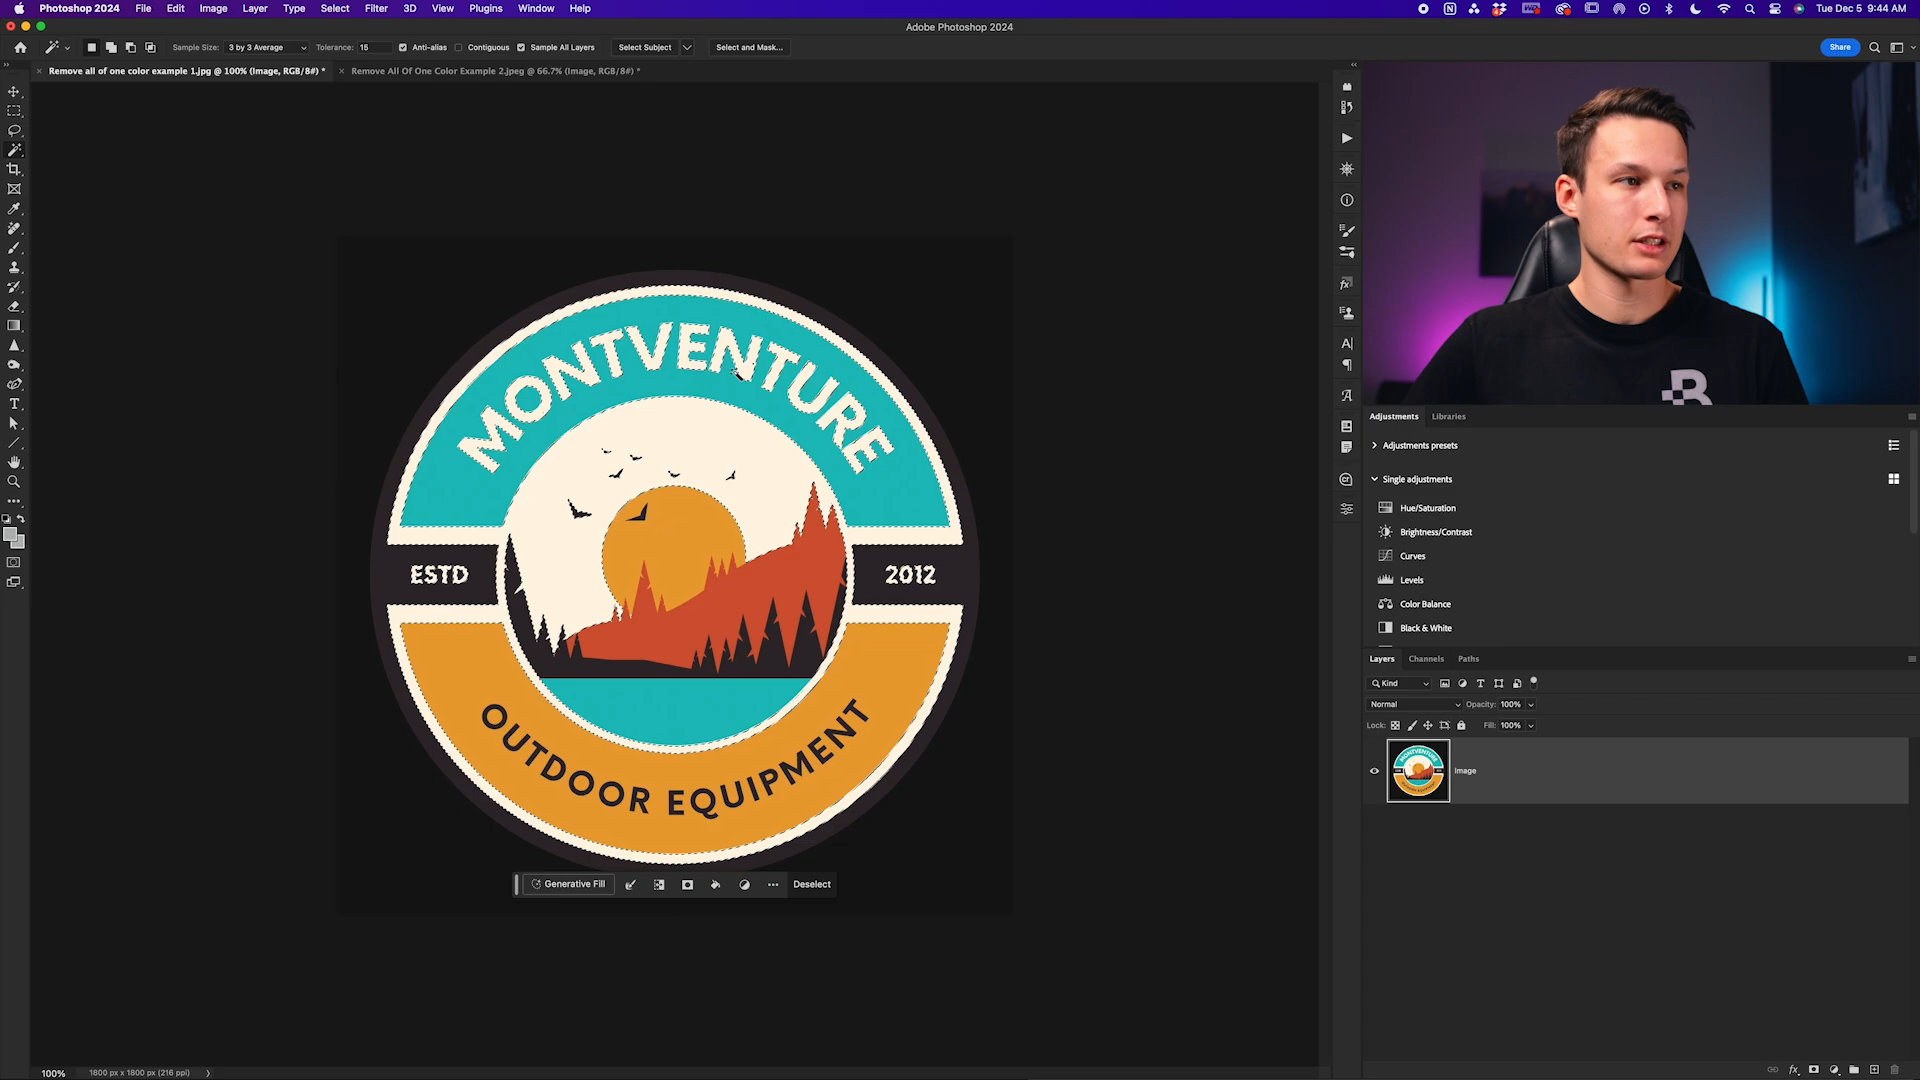 Photoshop 2024 File Edit Image Layer Type Select Filter 3D View Plugins Window Help Tue Dec 5 9:44 AM
Adobe Photoshop 2024
Sample Size: 3 by 3 Average Tolerance: 15 Anti-alias Contiguous Sample All Layers Select Subject Select and Mask... Share
Remove all of one color example 1.jpg @ 100% (Image, RGB/8#) * Remove All Of One Color Example 2.jpeg @ 66.7% (Image, RGB/8#) *
MONTVENTURE
ESTD 2012
OUTDOOR EQUIPMENT
Generative Fill Deselect
B
Adjustments Libraries
Adjustments presets
Single adjustments
Hue/Saturation
Brightness/Contrast
Curves
Levels
Color Balance
Black & White
Layers Channels Paths
Kind
Normal Opacity: 100%
Lock: Fill: 100%
Image
100% 1800 px x 1800 px (216 ppi)